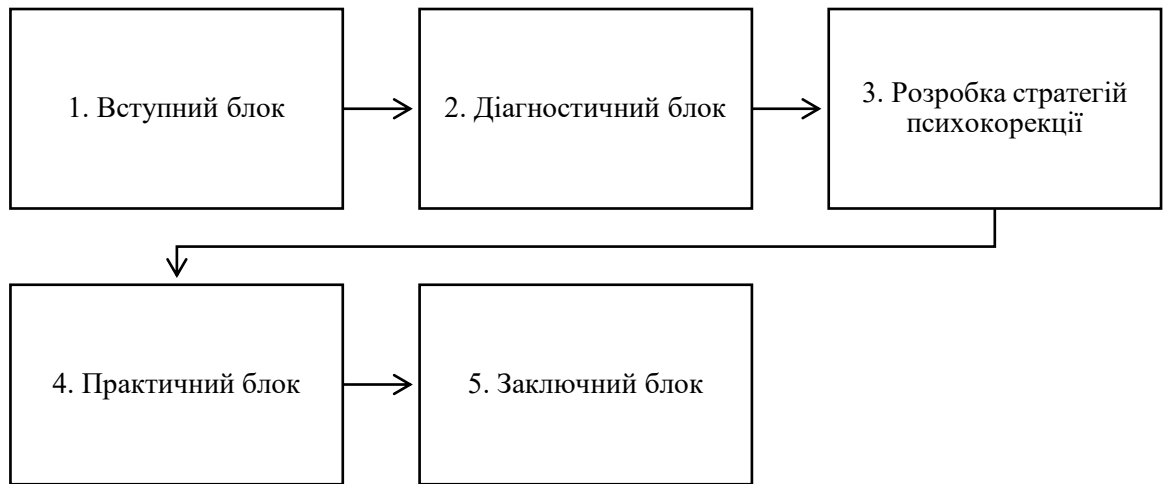 1. Вступний блок
2. Діагностичний блок
3. Розробка стратегій
психокорекції
4. Практичний блок
5. Заключний блок